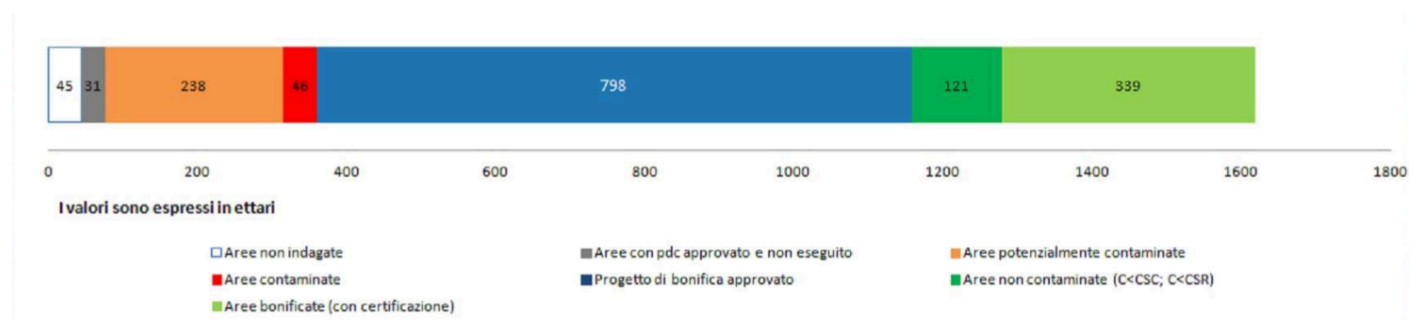 45 31 238 46 798 121 339
0 200 400 600 800 1000 1200 1400 1600 1800
I valori sono espressi in ettari
Aree non indagate
Aree con pdc approvato e non eseguito
Aree potenzialmente contaminate
Aree contaminate
Progetto di bonifica approvato
Aree non contaminate (C<CSC; C<CSR)
Aree bonificate (con certificazione)